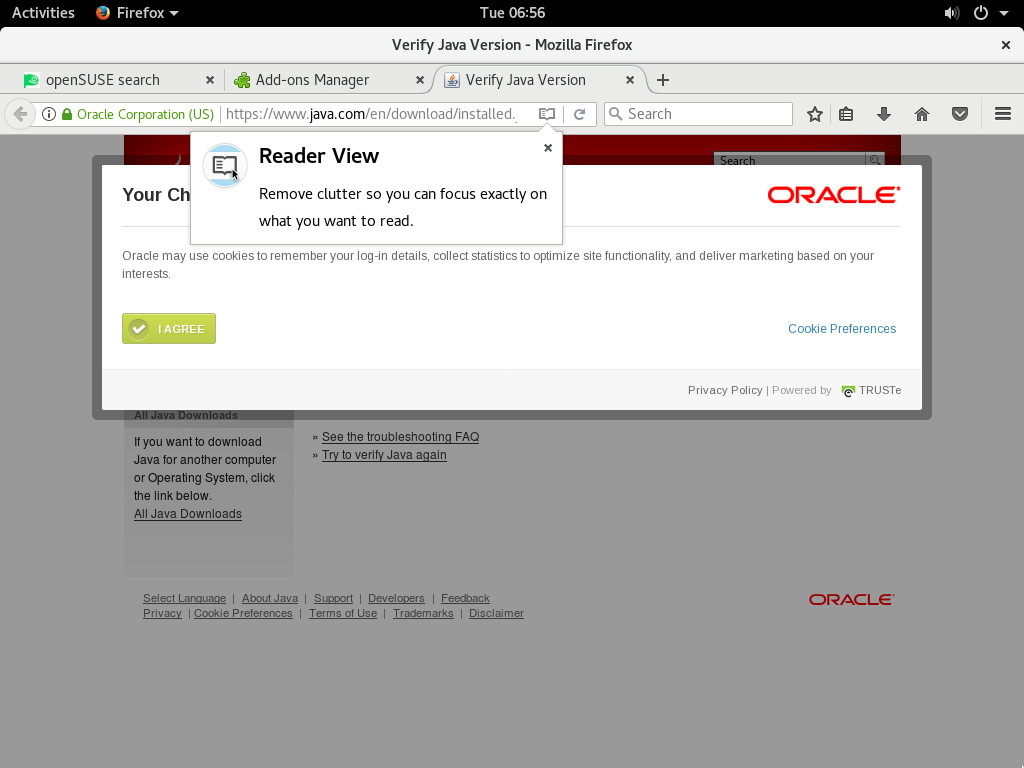 Activities Firefox Tue 06:56
Verify Java Version - Mozilla Firefox
openSUSE search Add-ons Manager Verify Java Version
Oracle Corporation (US) https://www.java.com/en/download/installed. Search
Search
Reader View
Remove clutter so you can focus exactly on
what you want to read.
Your Ch
ORACLE
Oracle may use cookies to remember your log-in details, collect statistics to optimize site functionality, and deliver marketing based on your
interests.
I AGREE Cookie Preferences
Privacy Policy | Powered by TRUSTe
All Java Downloads
If you want to download
Java for another computer
or Operating System, click
the link below.
All Java Downloads
» See the troubleshooting FAQ
» Try to verify Java again
Select Language | About Java | Support | Developers | Feedback
Privacy | Cookie Preferences | Terms of Use | Trademarks | Disclaimer
ORACLE